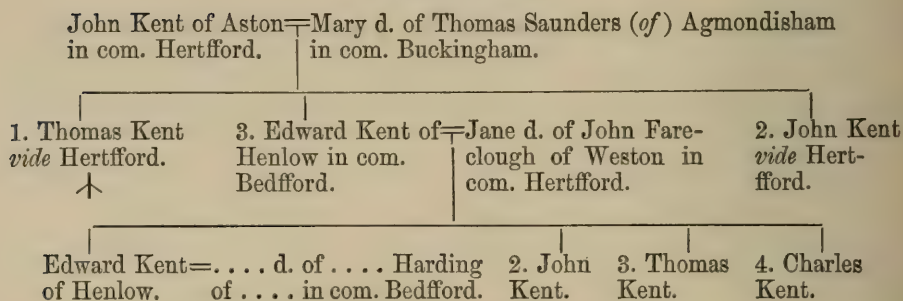 John Kent of Aston=Mary d. of Thomas Saunders (of) Agmondisham
in com. Hertfford. in com. Buckingham.
1. Thomas Kent 3. Edward Kent of=Jane d. of John Fare- 2. John Kent
vide Hertfford. Henlow in com. clough of Weston in vide Hert-
Bedfford. com. Hertfford. fford.
Edward Kent=.... d. of .... Harding 2. John 3. Thomas 4. Charles
of Henlow. of .... in com. Bedfford. Kent. Kent. Kent.